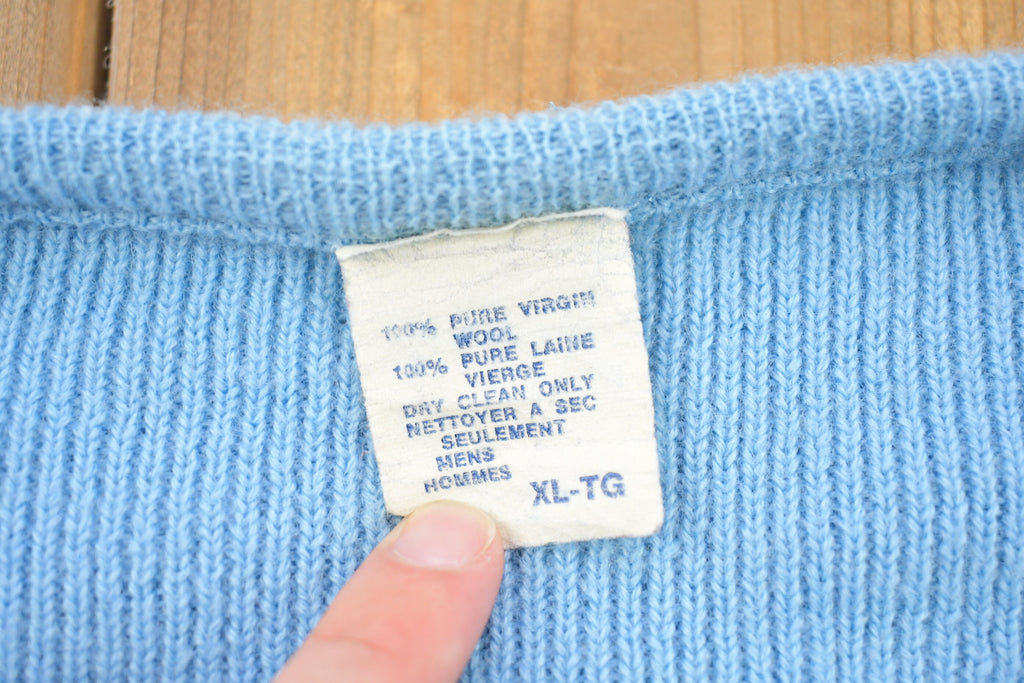 100% PURE VIRGIN
WOOL
100% PURE LAINE
VIERGE
DRY CLEAN ONLY
NETTOYER A SEC
SEULEMENT
MENS
HOMMES
XL-TG